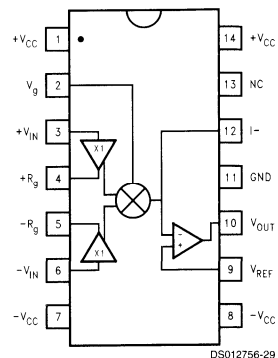 +VCC 1 14 +VCC
Vg 2 13 NC
+VIN 3 12 I-
X1
+Rg 4 11 GND
-Rg 5 10 VOUT
- +
X1
-VIN 6 9 VREF
-VCC 7 8 -VCC
DS012756-29